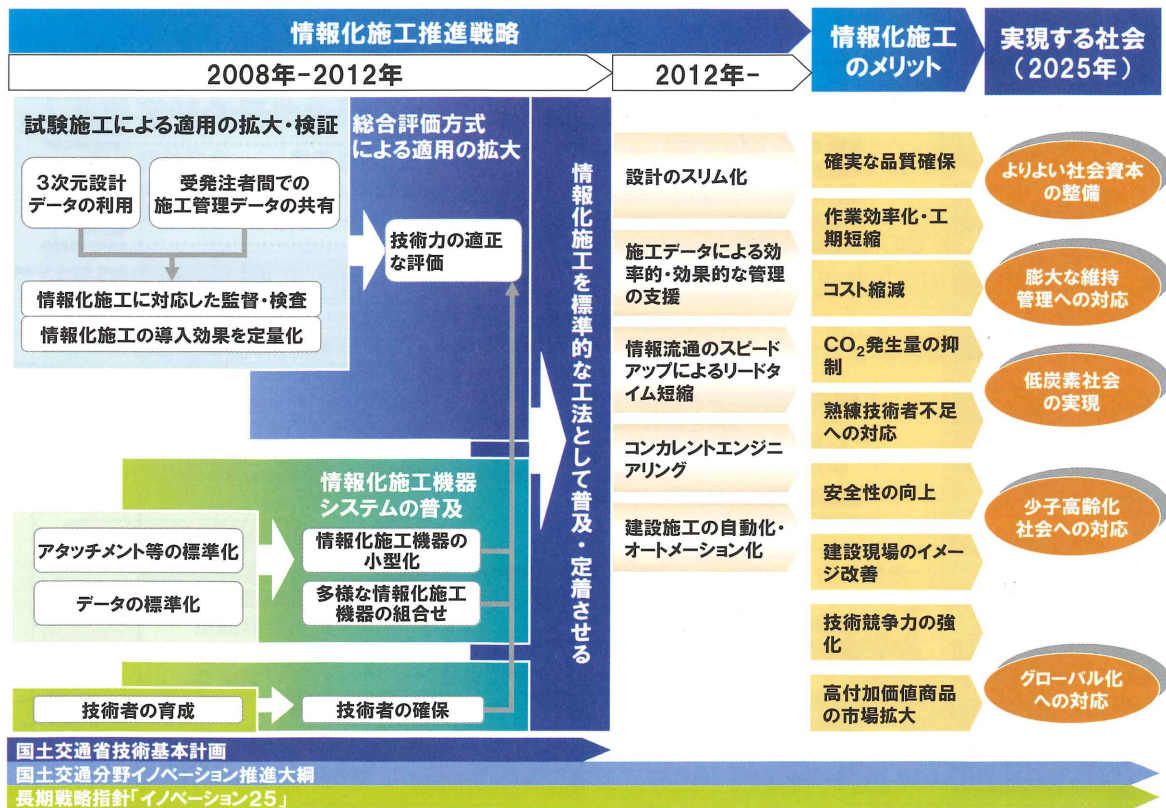 情報化施工推進戦略
情報化施工
のメリット
実現する社会
(2025年)
2008年-2012年
2012年-
試験施工による適用の拡大・検証
3次元設計
データの利用
受発注者間での
施工管理データの共有
情報化施工に対応した監督・検査
情報化施工の導入効果を定量化
総合評価方式
による適用の拡大
技術力の適正
な評価
情報化施工機器
システムの普及
アタッチメント等の標準化
データの標準化
情報化施工機器の
小型化
多様な情報化施工
機器の組合せ
技術者の育成
技術者の確保
情報化施工を標準的な工法として普及・定着させる
設計のスリム化
施工データによる効
率的・効果的な管理
の支援
情報流通のスピード
アップによるリードタ
イム短縮
コンカレントエンジニ
アリング
建設施工の自動化・
オートメーション化
確実な品質確保
作業効率化・工
期短縮
コスト縮減
CO₂発生量の抑
制
熟練技術者不足
への対応
安全性の向上
建設現場のイメー
ジ改善
技術競争力の強
化
高付加価値商品
の市場拡大
よりよい社会資本
の整備
膨大な維持
管理への対応
低炭素社会
の実現
少子高齢化
社会への対応
グローバル化
への対応
国土交通省技術基本計画
国土交通分野イノベーション推進大綱
長期戦略指針「イノベーション25」